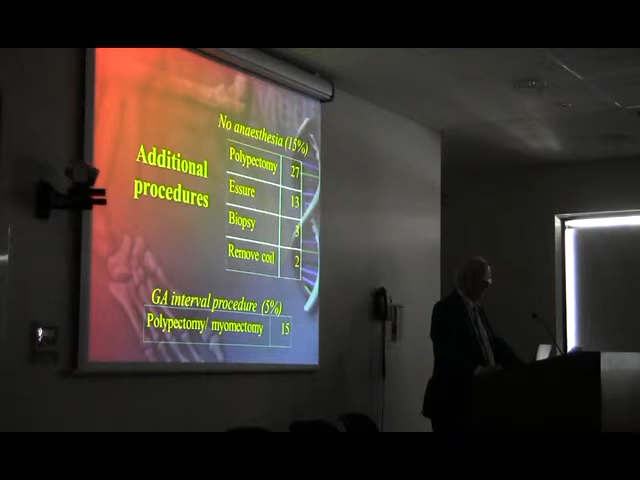 Additional
procedures
No anaesthesia (15%)
Polypectomy 27
Essure 13
Biopsy 3
Remove coil 2
GA interval procedure (5%)
Polypectomy/ myomectomy 15